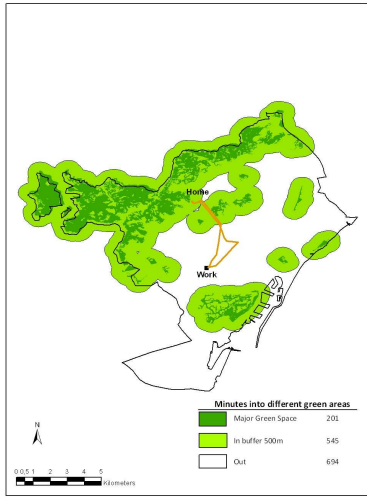 Home
Work
Minutes into different green areas
Major Green Space 201
In buffer 500m 545
Out 694
N
0 0,5 1 2 3 4 5
Kilometers